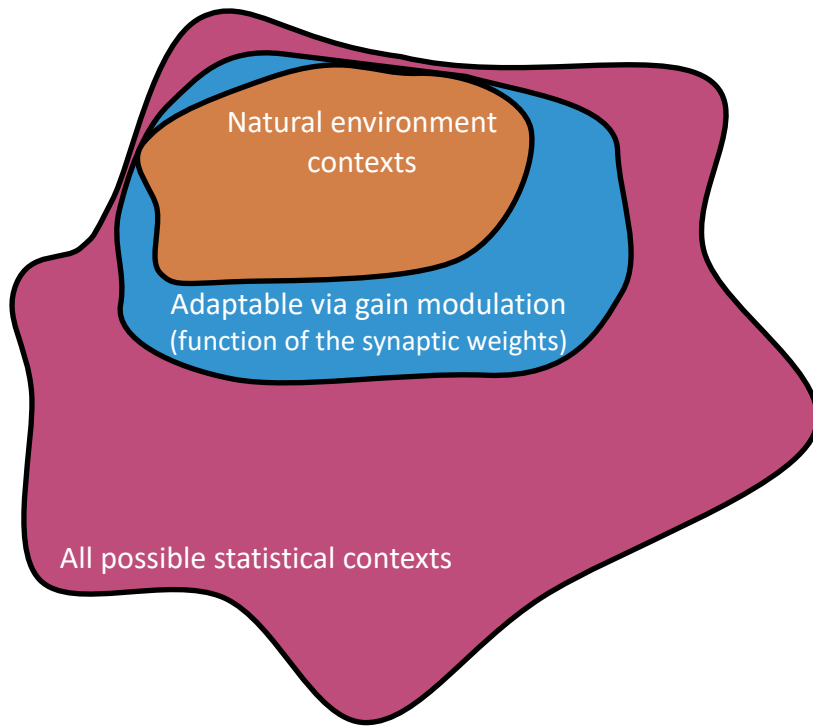 Natural environment
contexts
Adaptable via gain modulation
(function of the synaptic weights)
All possible statistical contexts